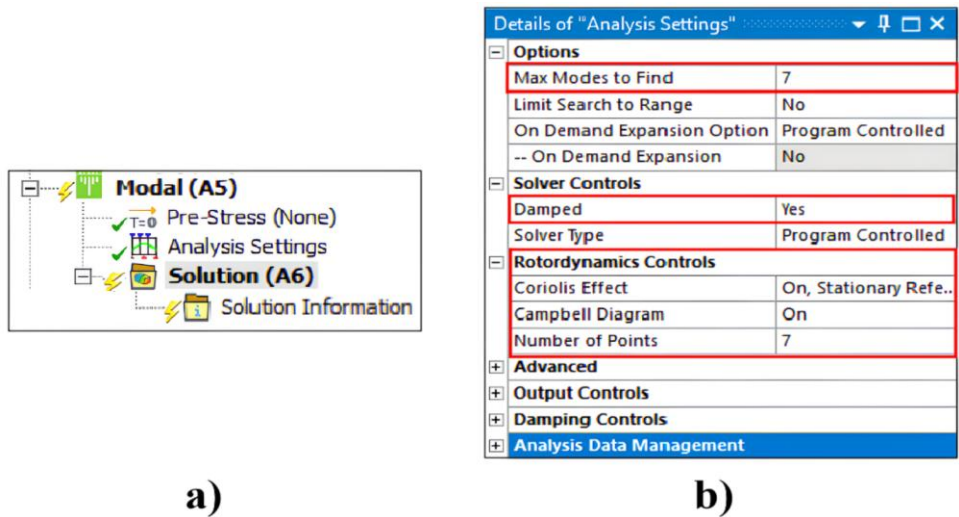 Modal (A5)
T=0 Pre-Stress (None)
Analysis Settings
Solution (A6)
i Solution Information
a)
Details of "Analysis Settings"
Options
Max Modes to Find 7
Limit Search to Range No
On Demand Expansion Option Program Controlled
-- On Demand Expansion No
Solver Controls
Damped Yes
Solver Type Program Controlled
Rotordynamics Controls
Coriolis Effect On, Stationary Refe..
Campbell Diagram On
Number of Points 7
Advanced
Output Controls
Damping Controls
Analysis Data Management
b)